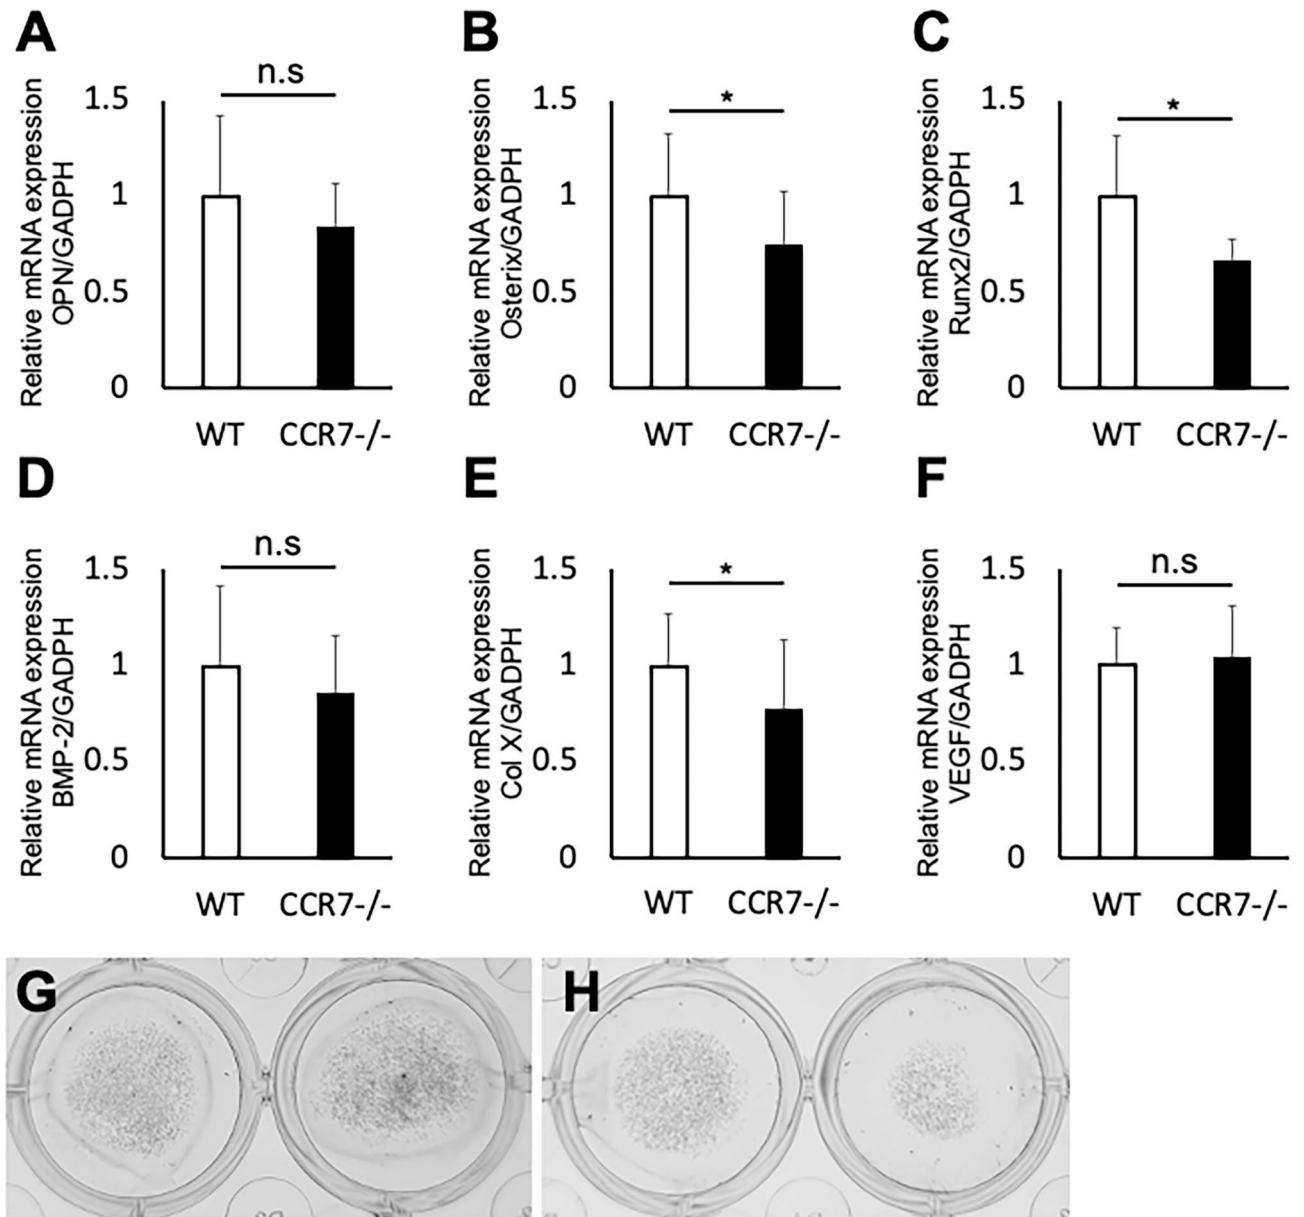 A
B
C
n.s
*
*
Relative mRNA expression
OPN/GADPH
1.5
1
0.5
0
WT CCR7-/-
Relative mRNA expression
Osterix/GADPH
1.5
1
0.5
0
WT CCR7-/-
Relative mRNA expression
Runx2/GADPH
1.5
1
0.5
0
WT CCR7-/-
D
E
F
n.s
*
n.s
Relative mRNA expression
BMP-2/GADPH
1.5
1
0.5
0
WT CCR7-/-
Relative mRNA expression
Col X/GADPH
1.5
1
0.5
0
WT CCR7-/-
Relative mRNA expression
VEGF/GADPH
1.5
1
0.5
0
WT CCR7-/-
G
H